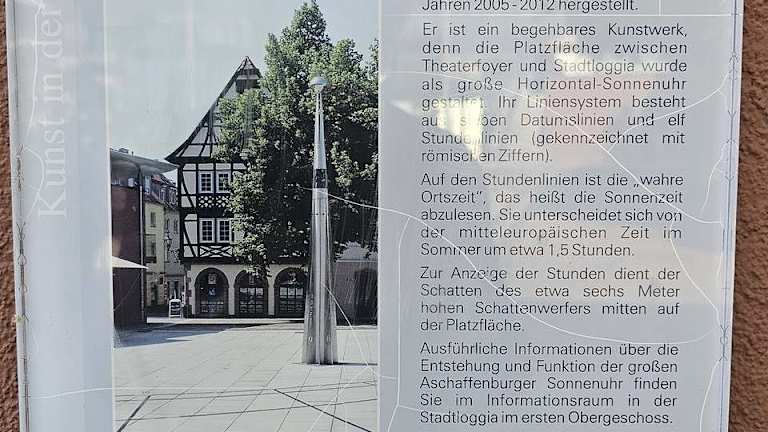 Kunst in der
Jahren 2005 - 2012 hergestellt.
Er ist ein begehbares Kunstwerk,
denn die Platzfläche zwischen
Theaterfoyer und Stadtloggia wurde
als große Horizontal-Sonnenuhr
gestaltet. Ihr Liniensystem besteht
aus sieben Datumslinien und elf
Stundenlinien (gekennzeichnet mit
römischen Ziffern).
Auf den Stundenlinien ist die „wahre
Ortszeit", das heißt die Sonnenzeit
abzulesen. Sie unterscheidet sich von
der mitteleuropäischen Zeit im
Sommer um etwa 1,5 Stunden.
Zur Anzeige der Stunden dient der
Schatten des etwa sechs Meter
hohen Schattenwerfers mitten auf
der Platzfläche.
Ausführliche Informationen über die
Entstehung und Funktion der großen
Aschaffenburger Sonnenuhr finden
Sie im Informationsraum in der
Stadtloggia im ersten Obergeschoss.